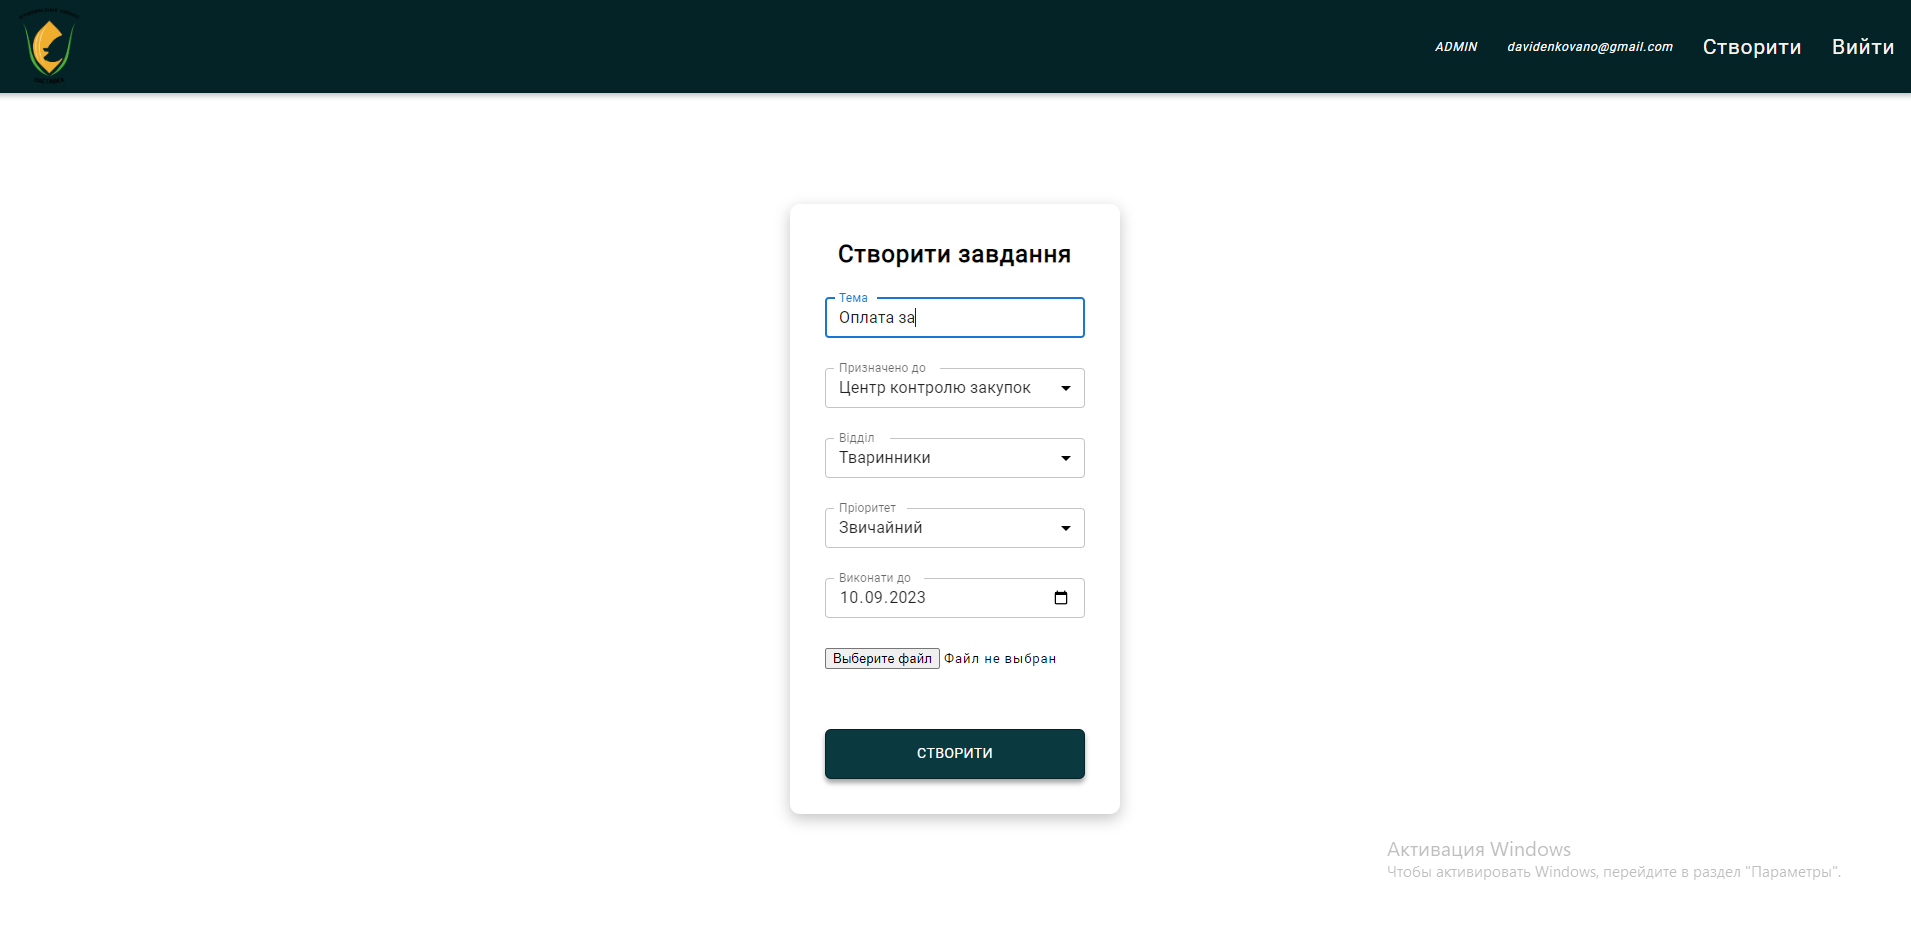 ADMIN davidenkovano@gmail.com Створити Вийти
Створити завдання
Тема
Оплата за
Призначено до
Центр контролю закупок
Відділ
Тваринники
Пріоритет
Звичайний
Виконати до
10.09.2023
Выберите файл Файл не выбран
СТВОРИТИ
Активация Windows
Чтобы активировать Windows, перейдите в раздел "Параметры".